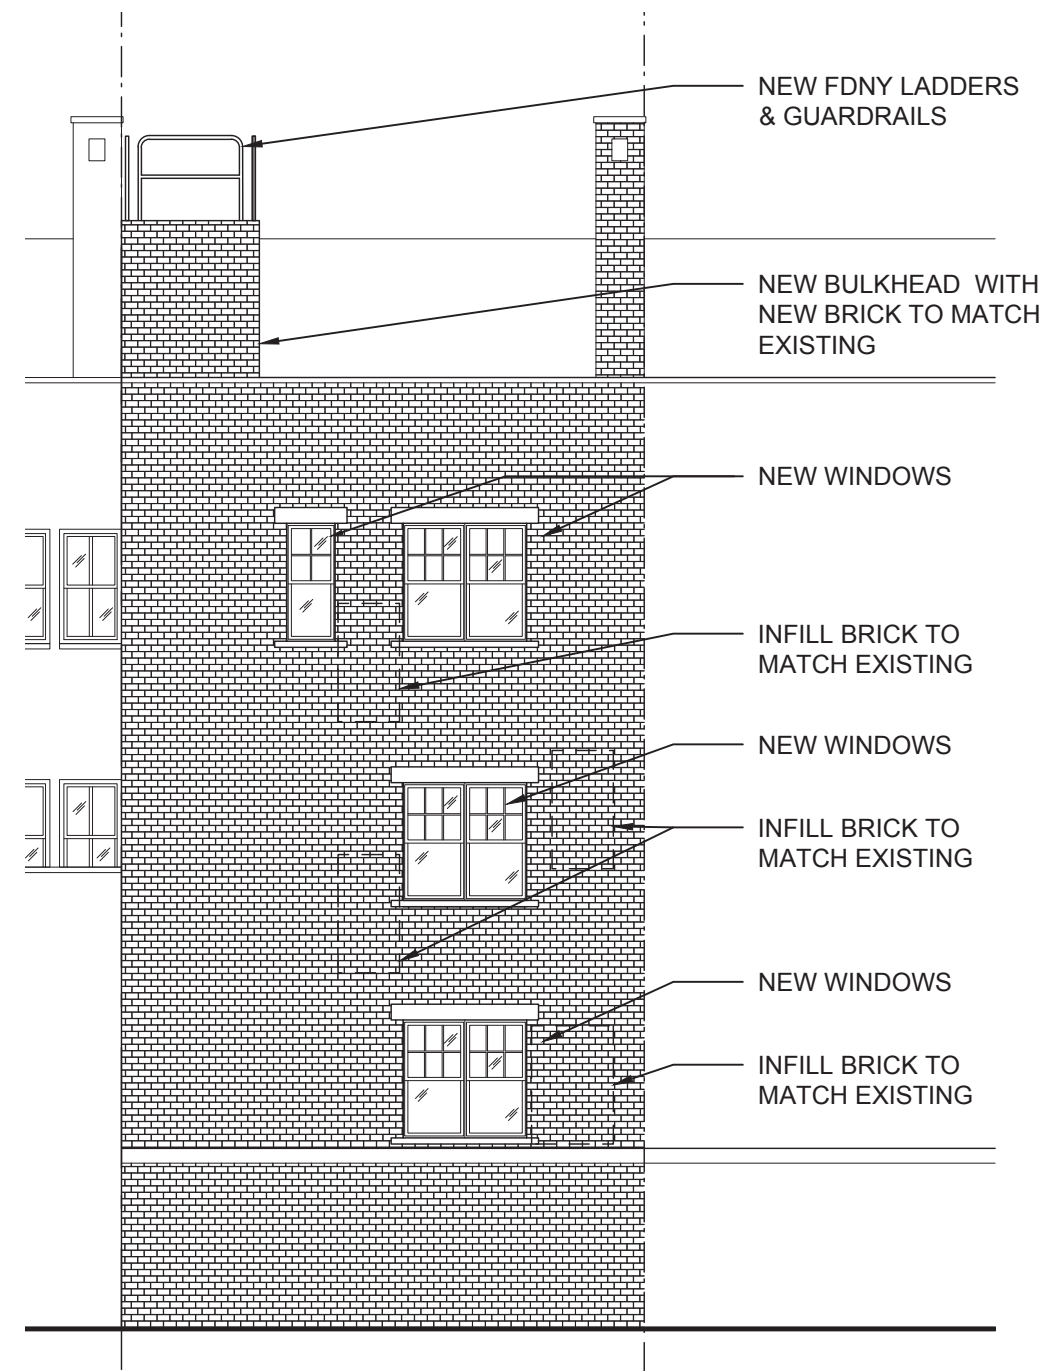 NEW FDNY LADDERS
& GUARDRAILS
NEW BULKHEAD WITH
NEW BRICK TO MATCH
EXISTING
NEW WINDOWS
INFILL BRICK TO
MATCH EXISTING
NEW WINDOWS
INFILL BRICK TO
MATCH EXISTING
NEW WINDOWS
INFILL BRICK TO
MATCH EXISTING